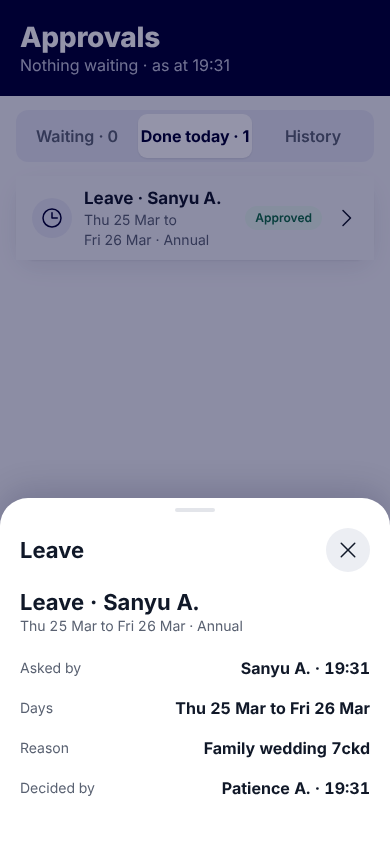 Approvals
Nothing waiting · as at 19:31
Waiting · 0
Done today · 1
History
Leave · Sanyu A.
Thu 25 Mar to
Fri 26 Mar · Annual
Approved
Leave
Leave · Sanyu A.
Thu 25 Mar to Fri 26 Mar · Annual
Asked by Sanyu A. · 19:31
Days Thu 25 Mar to Fri 26 Mar
Reason Family wedding 7ckd
Decided by Patience A. · 19:31